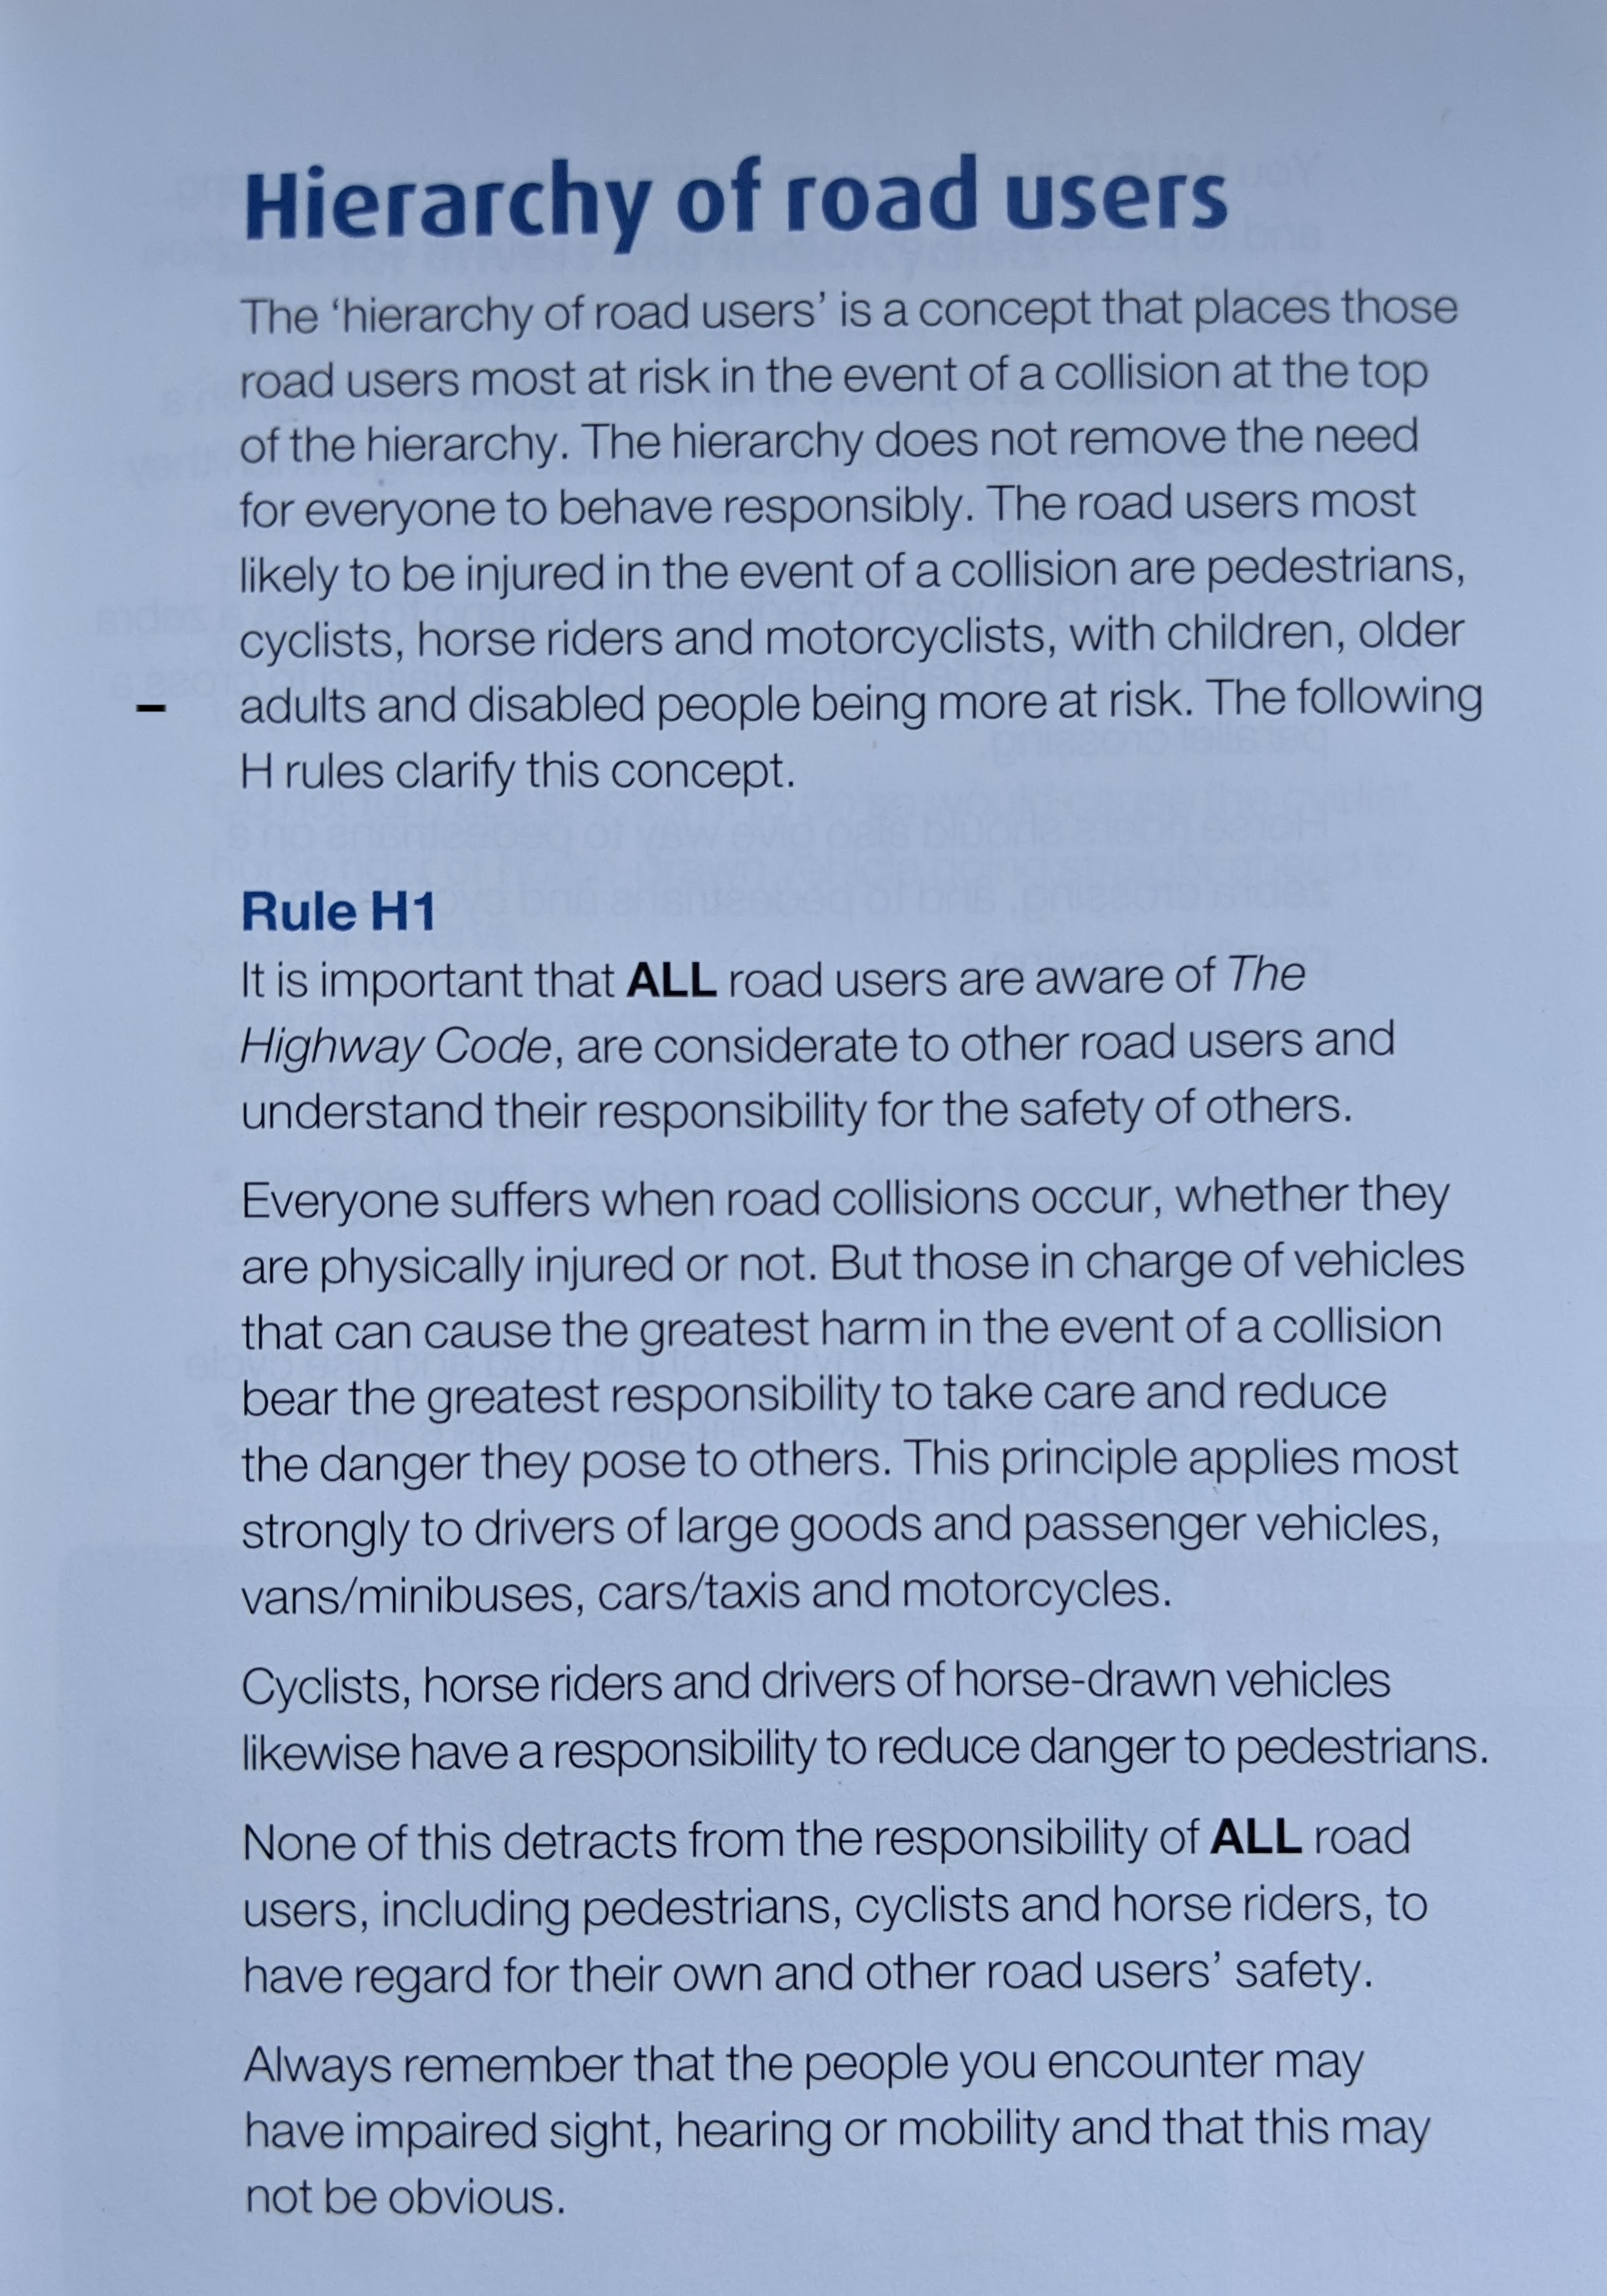 Hierarchy of road users
The ‘hierarchy of road users’ is a concept that places those
road users most at risk in the event of a collision at the top
of the hierarchy. The hierarchy does not remove the need
for everyone to behave responsibly. The road users most
likely to be injured in the event of a collision are pedestrians,
cyclists, horse riders and motorcyclists, with children, older
adults and disabled people being more at risk. The following
H rules clarify this concept.
Rule H1
It is important that ALL road users are aware of The
Highway Code, are considerate to other road users and
understand their responsibility for the safety of others.
Everyone suffers when road collisions occur, whether they
are physically injured or not. But those in charge of vehicles
that can cause the greatest harm in the event of a collision
bear the greatest responsibility to take care and reduce
the danger they pose to others. This principle applies most
strongly to drivers of large goods and passenger vehicles,
vans/minibuses, cars/taxis and motorcycles.
Cyclists, horse riders and drivers of horse-drawn vehicles
likewise have a responsibility to reduce danger to pedestrians.
None of this detracts from the responsibility of ALL road
users, including pedestrians, cyclists and horse riders, to
have regard for their own and other road users’ safety.
Always remember that the people you encounter may
have impaired sight, hearing or mobility and that this may
not be obvious.